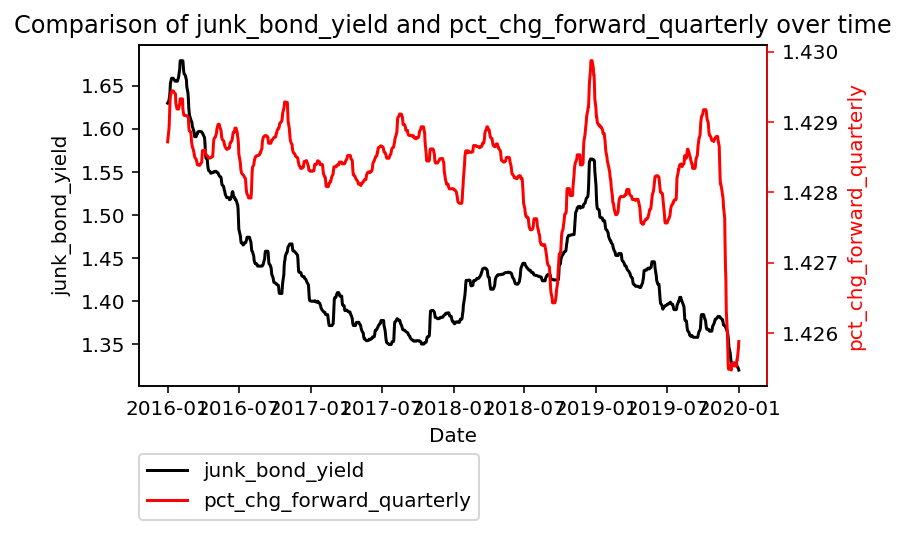 Comparison of junk_bond_yield and pct_chg_forward_quarterly over time
junk_bond_yield
1.65
1.60
1.55
1.50
1.45
1.40
1.35
1.430
1.429
1.428
1.427
1.426
pct_chg_forward_quarterly
2016-01 2016-07 2017-01 2017-07 2018-01 2018-07 2019-01 2019-07 2020-01
Date
junk_bond_yield
pct_chg_forward_quarterly